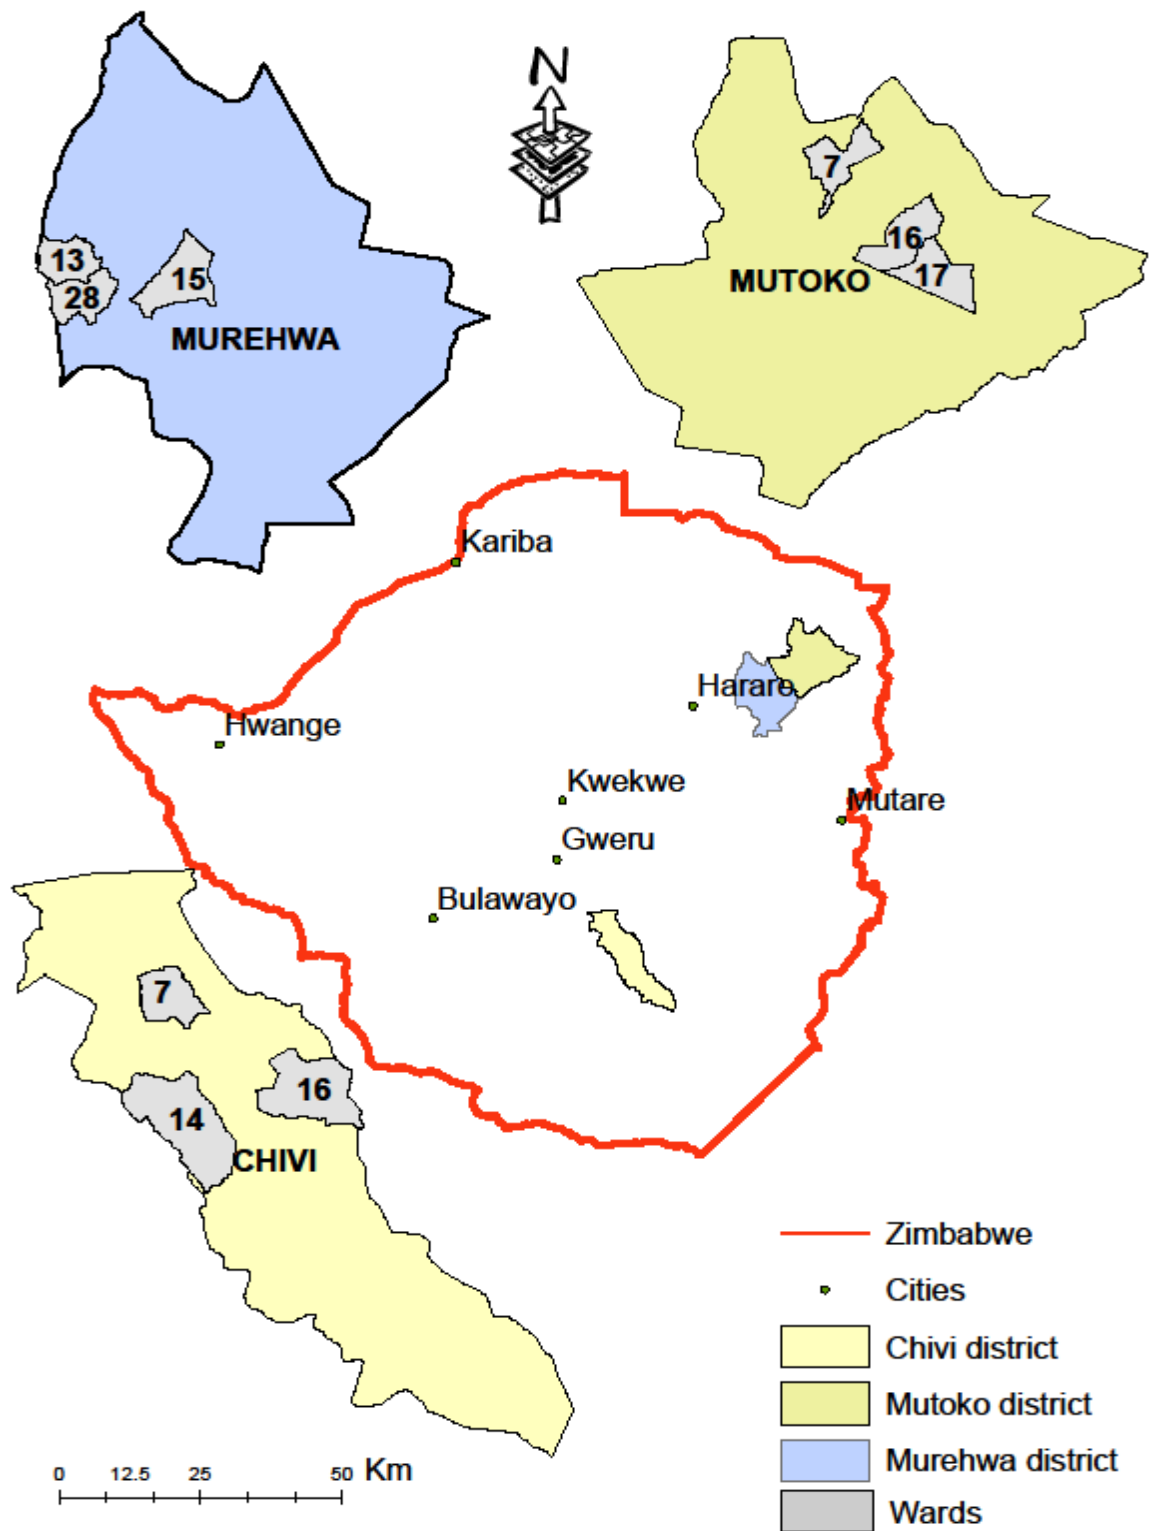 N
7
13
16
15
17
28
MUTOKO
MUREHWA
Kariba
Harare
Hwange
Kwekwe
Mutare
Gweru
Bulawayo
7
16
14
CHIVI
Zimbabwe
Cities
Chivi district
Mutoko district
Murehwa district
Wards
0 12.5 25 50 Km